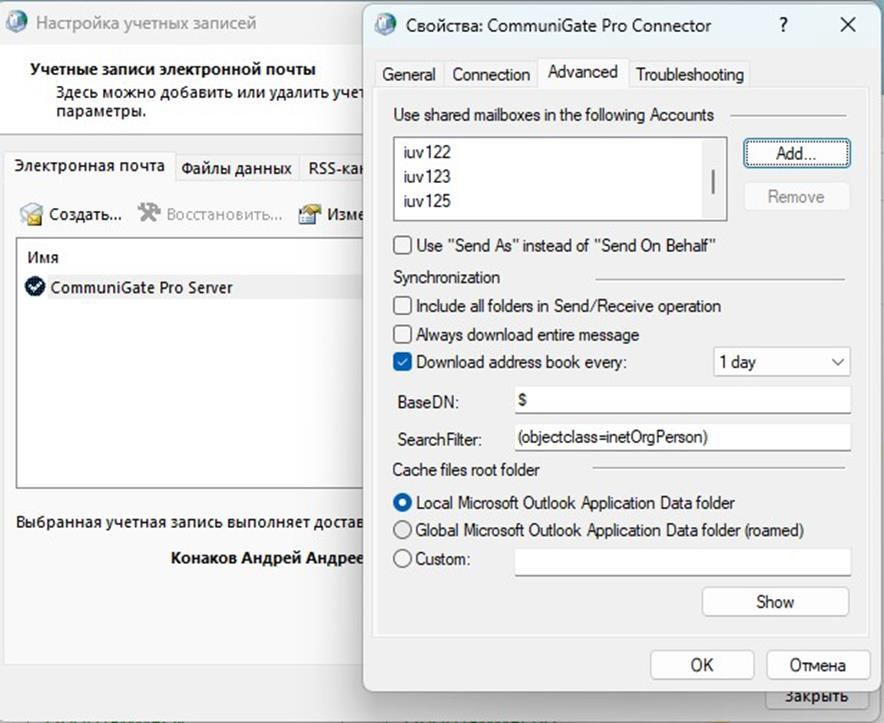 Настройка учетных записей
Учетные записи электронной почты
Здесь можно добавить или удалить учет
параметры.
Электронная почта
Файлы данных
RSS-кан
Создать...
Восстановить...
Изме
Имя
CommuniGate Pro Server
Выбранная учетная запись выполняет достав
Конаков Андрей Андрее
Закрыть
Свойства: CommuniGate Pro Connector
?
General
Connection
Advanced
Troubleshooting
Use shared mailboxes in the following Accounts
iuv122
iuv123
iuv125
Add...
Remove
Use "Send As" instead of "Send On Behalf"
Synchronization
Include all folders in Send/Receive operation
Always download entire message
Download address book every:
1 day
BaseDN:
$
SearchFilter:
(objectclass=inetOrgPerson)
Cache files root folder
Local Microsoft Outlook Application Data folder
Global Microsoft Outlook Application Data folder (roamed)
Custom:
Show
OK
Отмена